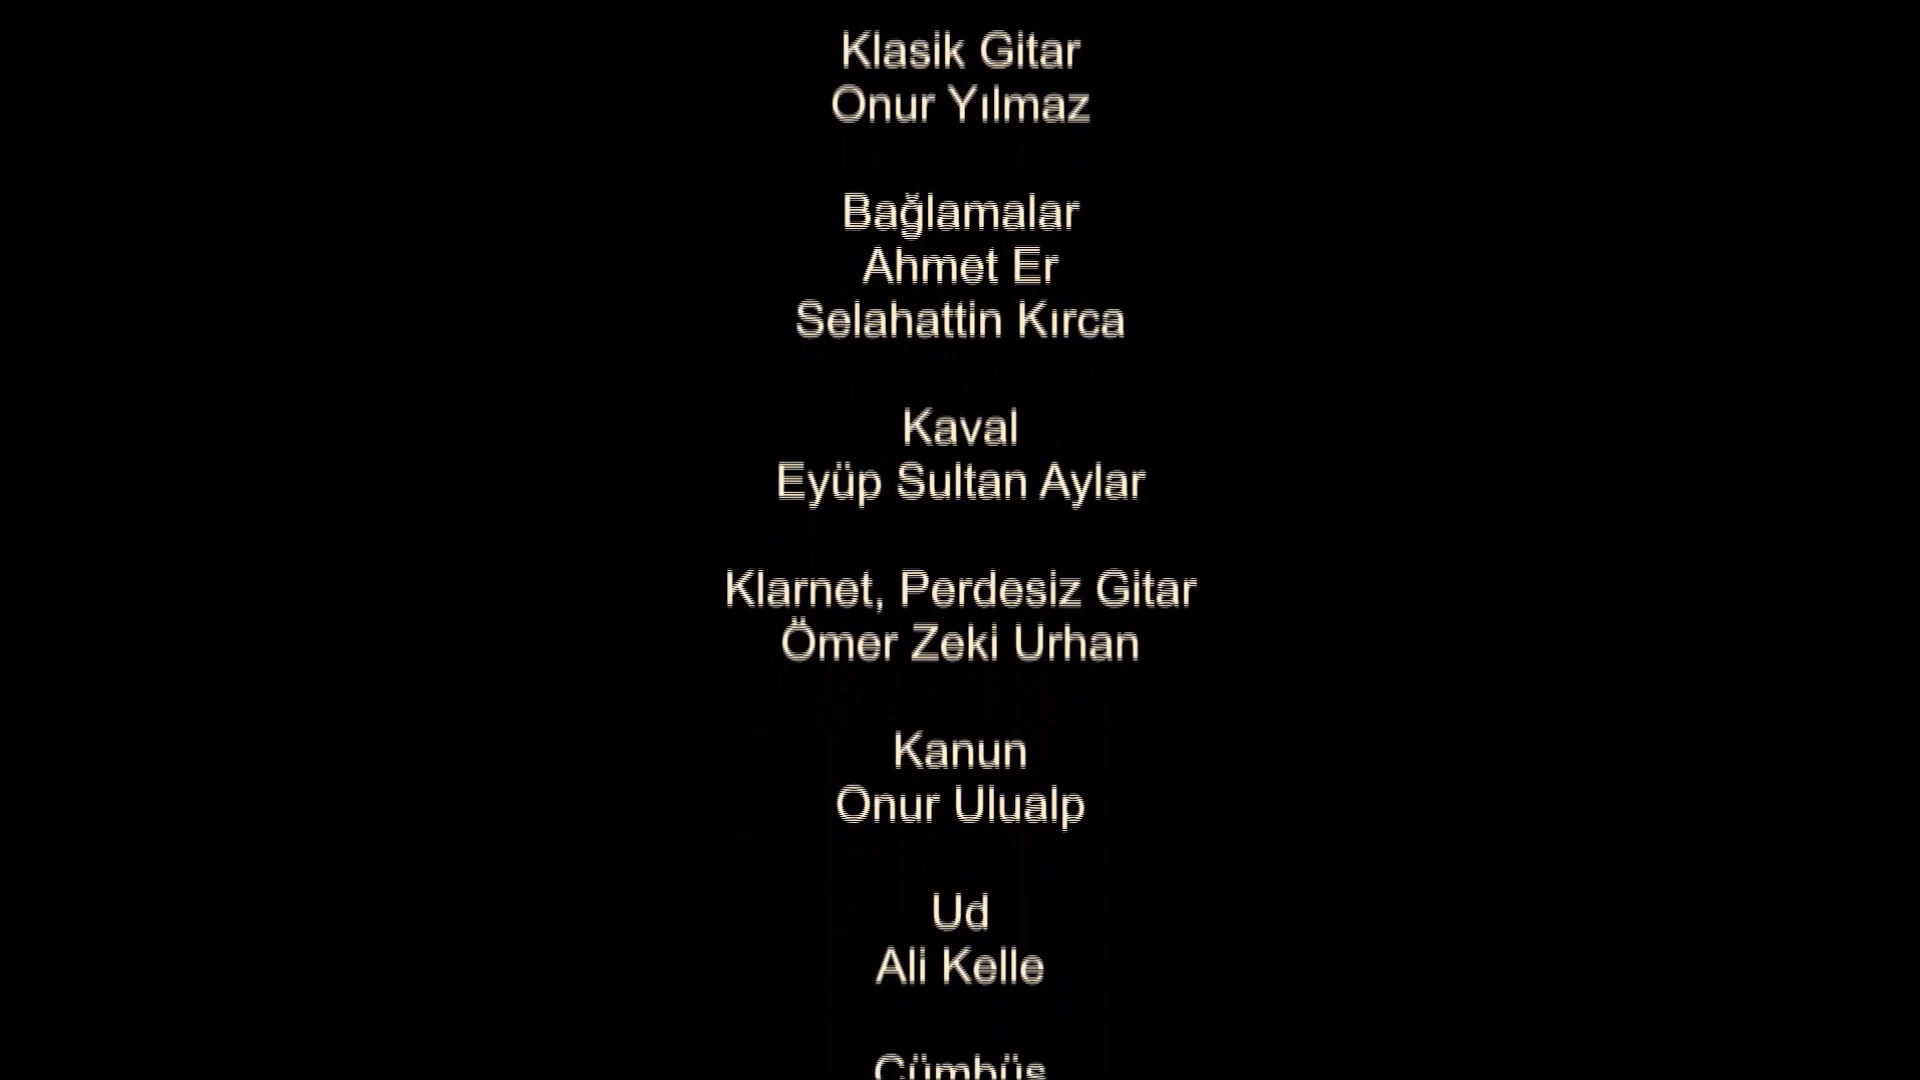 Klasik Gitar
Onur Yılmaz
Bağlamalar
Ahmet Er
Selahattin Kırca
Kaval
Eyüp Sultan Aylar
Klarnet, Perdesiz Gitar
Ömer Zeki Urhan
Kanun
Onur Ulualp
Ud
Ali Kelle
Cümbüş